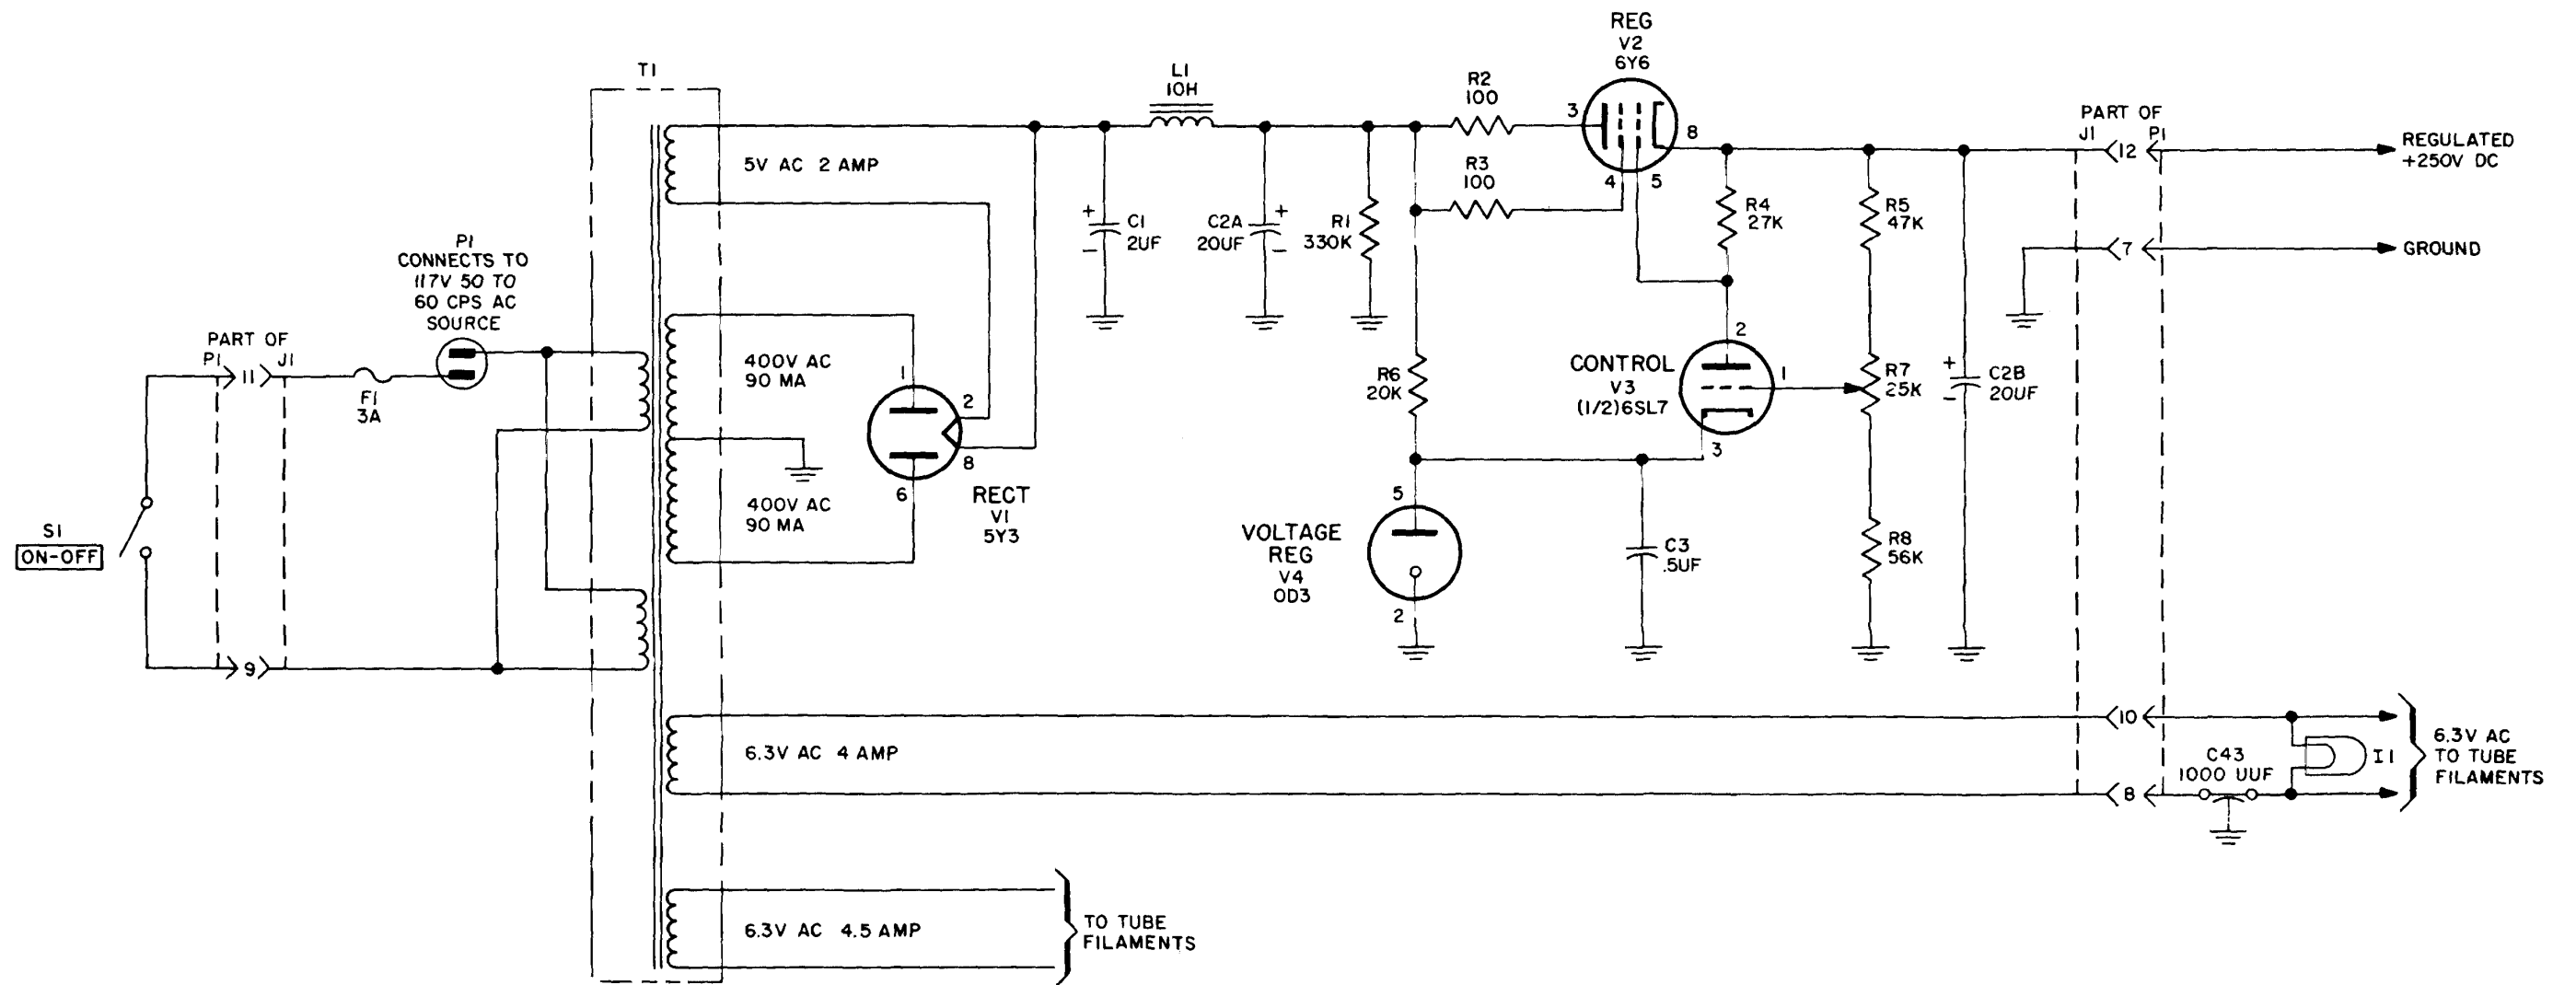 T1
5V AC 2 AMP
400V AC
90 MA
400V AC
90 MA
6.3V AC 4 AMP
6.3V AC 4.5 AMP
TO TUBE
FILAMENTS
P1
CONNECTS TO
117V 50 TO
60 CPS AC
SOURCE
PART OF
P1 J1
11
F1
3A
S1
ON-OFF
9
1
2
8
6
RECT
V1
5Y3
L1
10H
+
C1
2UF
-
C2A
20UF
+
-
R1
330K
R2
100
R3
100
REG
V2
6Y6
3
8
4
5
R4
27K
R5
47K
R6
20K
CONTROL
V3
(1/2)6SL7
2
1
3
R7
25K
+
C2B
20UF
-
R8
56K
VOLTAGE
REG
V4
OD3
5
2
C3
.5UF
PART OF
J1 P1
12
REGULATED
+250V DC
7
GROUND
10
8
C43
1000 UUF
I1
6.3V AC
TO TUBE
FILAMENTS